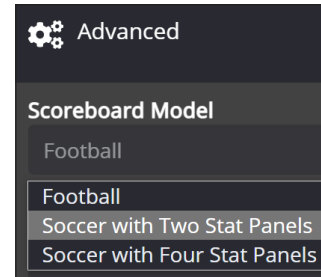 Advanced
Scoreboard Model
Football
Football
Soccer with Two Stat Panels
Soccer with Four Stat Panels